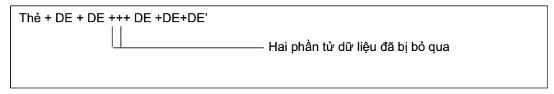 Thẻ + DE + DE +++ DE +DE+DE’
Hai phần tử dữ liệu đã bị bỏ qua